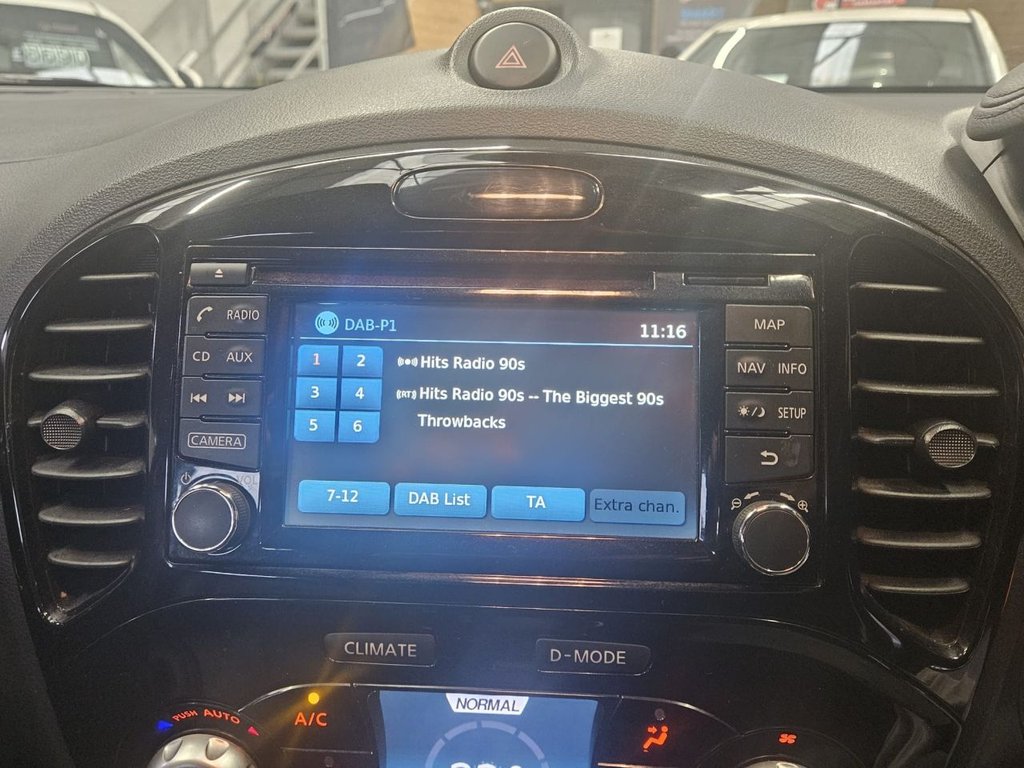 DAB-P1
11:16
RADIO
MAP
1 2
Hits Radio 90s
CD AUX
NAV INFO
3 4
Hits Radio 90s -- The Biggest 90s
SETUP
5 6
Throwbacks
CAMERA
VOL
7-12
DAB List
TA
Extra chan.
CLIMATE
D-MODE
PUSH AUTO
A/C
NORMAL